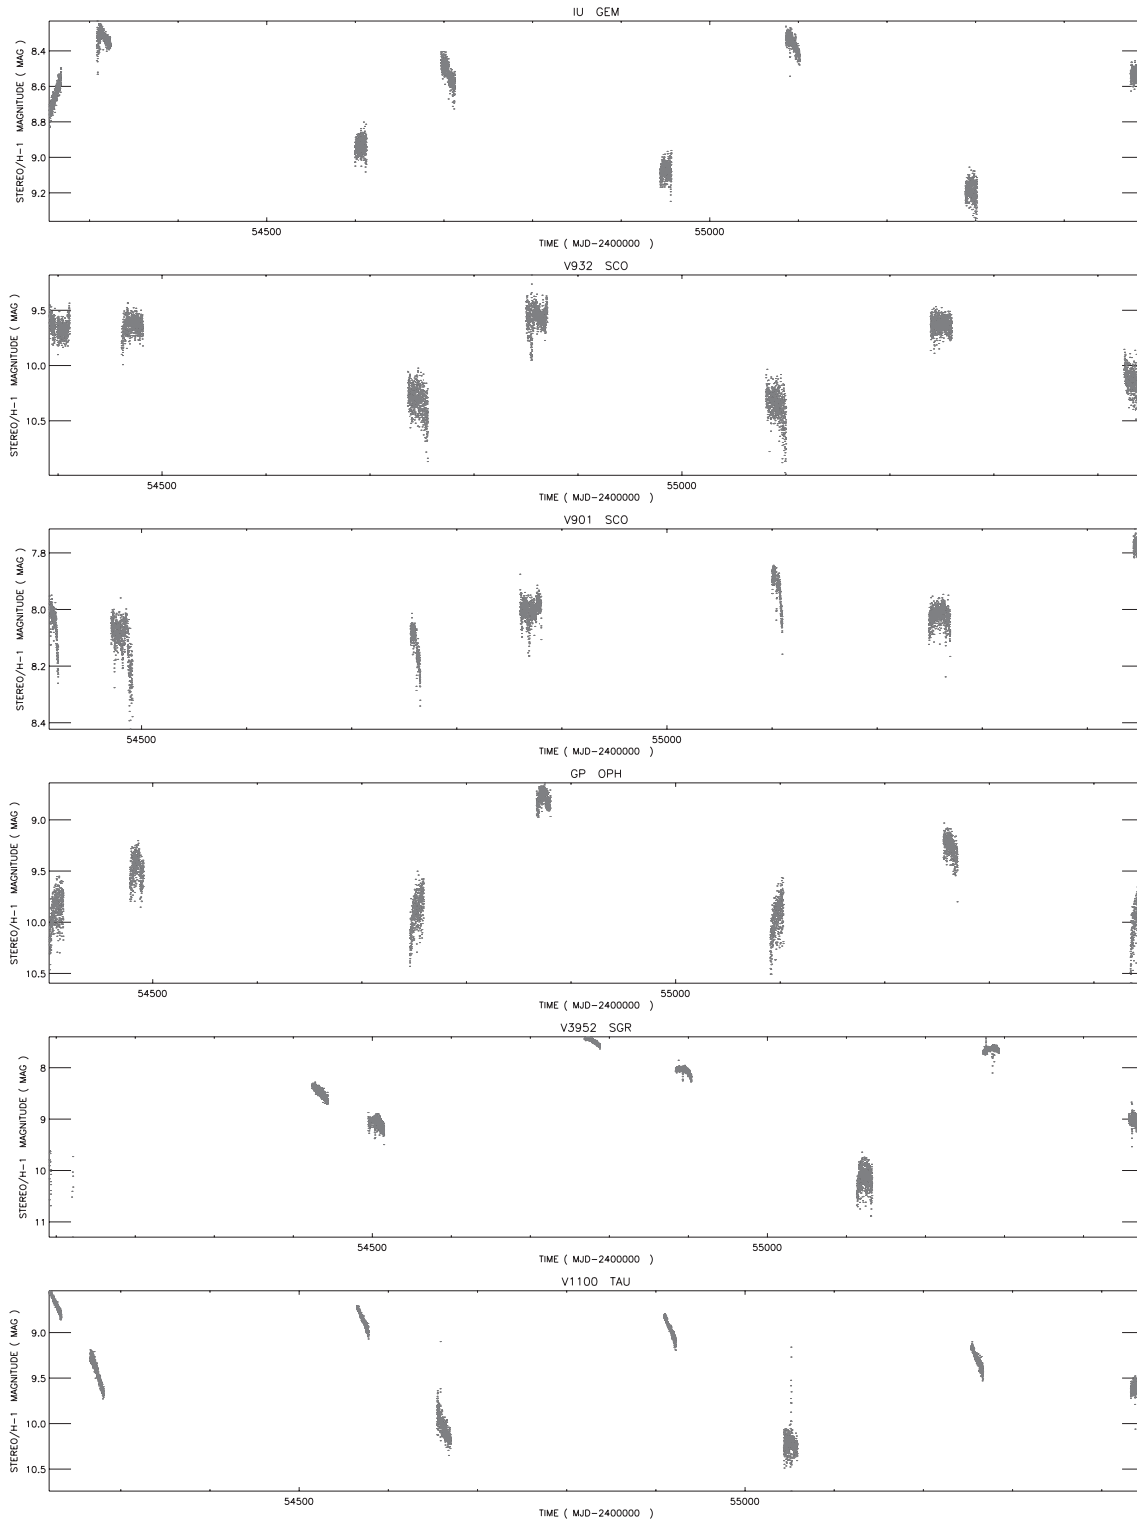 IU GEM
STEREO/H-1 MAGNITUDE ( MAG )
8.4
8.6
8.8
9.0
9.2
54500
55000
TIME ( MJD-2400000 )
V932 SCO
STEREO/H-1 MAGNITUDE ( MAG )
9.5
10.0
10.5
54500
55000
TIME ( MJD-2400000 )
V901 SCO
STEREO/H-1 MAGNITUDE ( MAG )
7.8
8.0
8.2
8.4
54500
55000
TIME ( MJD-2400000 )
GP OPH
STEREO/H-1 MAGNITUDE ( MAG )
9.0
9.5
10.0
10.5
54500
55000
TIME ( MJD-2400000 )
V3952 SGR
STEREO/H-1 MAGNITUDE ( MAG )
8
9
10
11
54500
55000
TIME ( MJD-2400000 )
V1100 TAU
STEREO/H-1 MAGNITUDE ( MAG )
9.0
9.5
10.0
10.5
54500
55000
TIME ( MJD-2400000 )